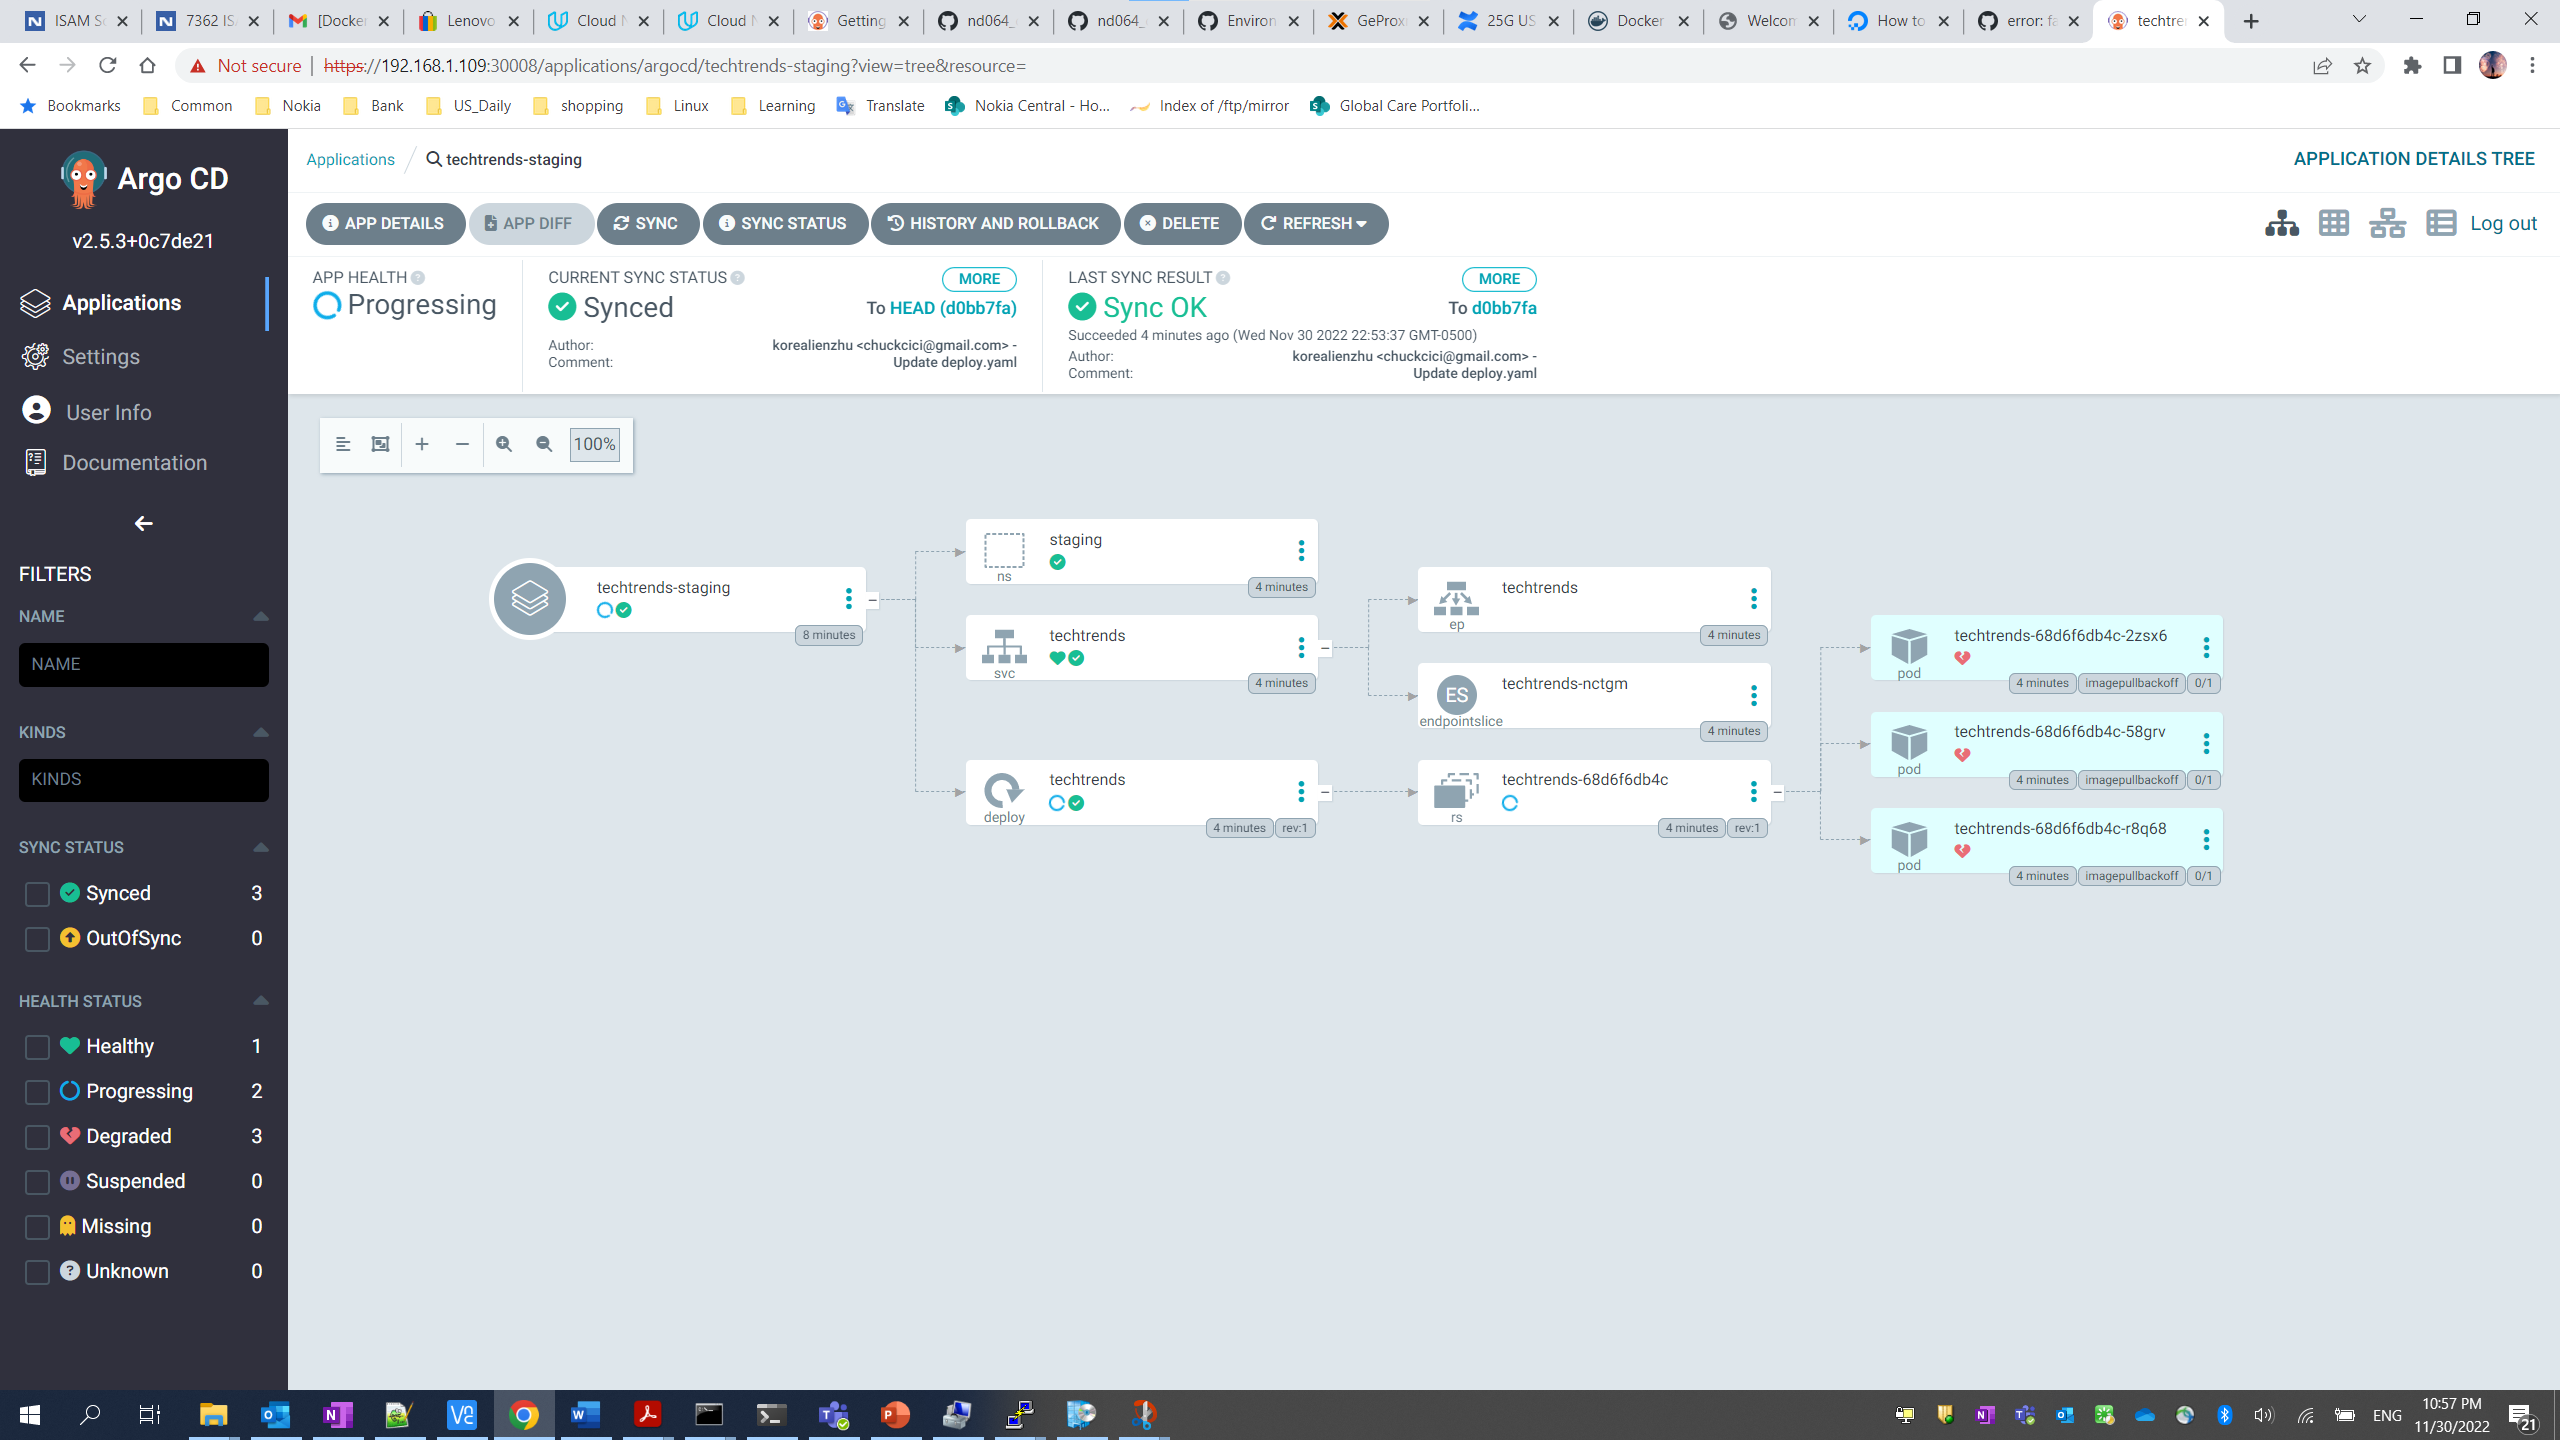 ISAM S
7362 IS
[Docker
Lenovo
Cloud N
Cloud N
Getting
nd064_
nd064_
Environ
GeProx
25G US
Docker
Welcom
How to
error: fa
techtre
Not secure | https://192.168.1.109:30008/applications/argocd/techtrends-staging?view=tree&resource=
Bookmarks
Common
Nokia
Bank
US_Daily
shopping
Linux
Learning
Translate
Nokia Central - Ho...
Index of /ftp/mirror
Global Care Portfoli...
Argo CD
v2.5.3+0c7de21
Applications
Settings
User Info
Documentation
FILTERS
NAME
NAME
KINDS
KINDS
SYNC STATUS
Synced 3
OutOfSync 0
HEALTH STATUS
Healthy 1
Progressing 2
Degraded 3
Suspended 0
Missing 0
Unknown 0
Applications / techtrends-staging
APPLICATION DETAILS TREE
APP DETAILS
APP DIFF
SYNC
SYNC STATUS
HISTORY AND ROLLBACK
DELETE
REFRESH
Log out
APP HEALTH
Progressing
CURRENT SYNC STATUS
MORE
Synced
To HEAD (d0bb7fa)
Author: korealienzhu <chuckcici@gmail.com> -
Comment: Update deploy.yaml
LAST SYNC RESULT
MORE
Sync OK
To d0bb7fa
Succeeded 4 minutes ago (Wed Nov 30 2022 22:53:37 GMT-0500)
Author: korealienzhu <chuckcici@gmail.com> -
Comment: Update deploy.yaml
100%
techtrends-staging
8 minutes
staging
ns
4 minutes
techtrends
svc
4 minutes
techtrends
deploy
4 minutes
rev:1
techtrends
ep
4 minutes
ES
techtrends-nctgm
endpointslice
4 minutes
techtrends-68d6f6db4c
rs
4 minutes
rev:1
techtrends-68d6f6db4c-2zsx6
pod
4 minutes
imagepullbackoff
0/1
techtrends-68d6f6db4c-58grv
pod
4 minutes
imagepullbackoff
0/1
techtrends-68d6f6db4c-r8q68
pod
4 minutes
imagepullbackoff
0/1
ENG
10:57 PM
11/30/2022
21